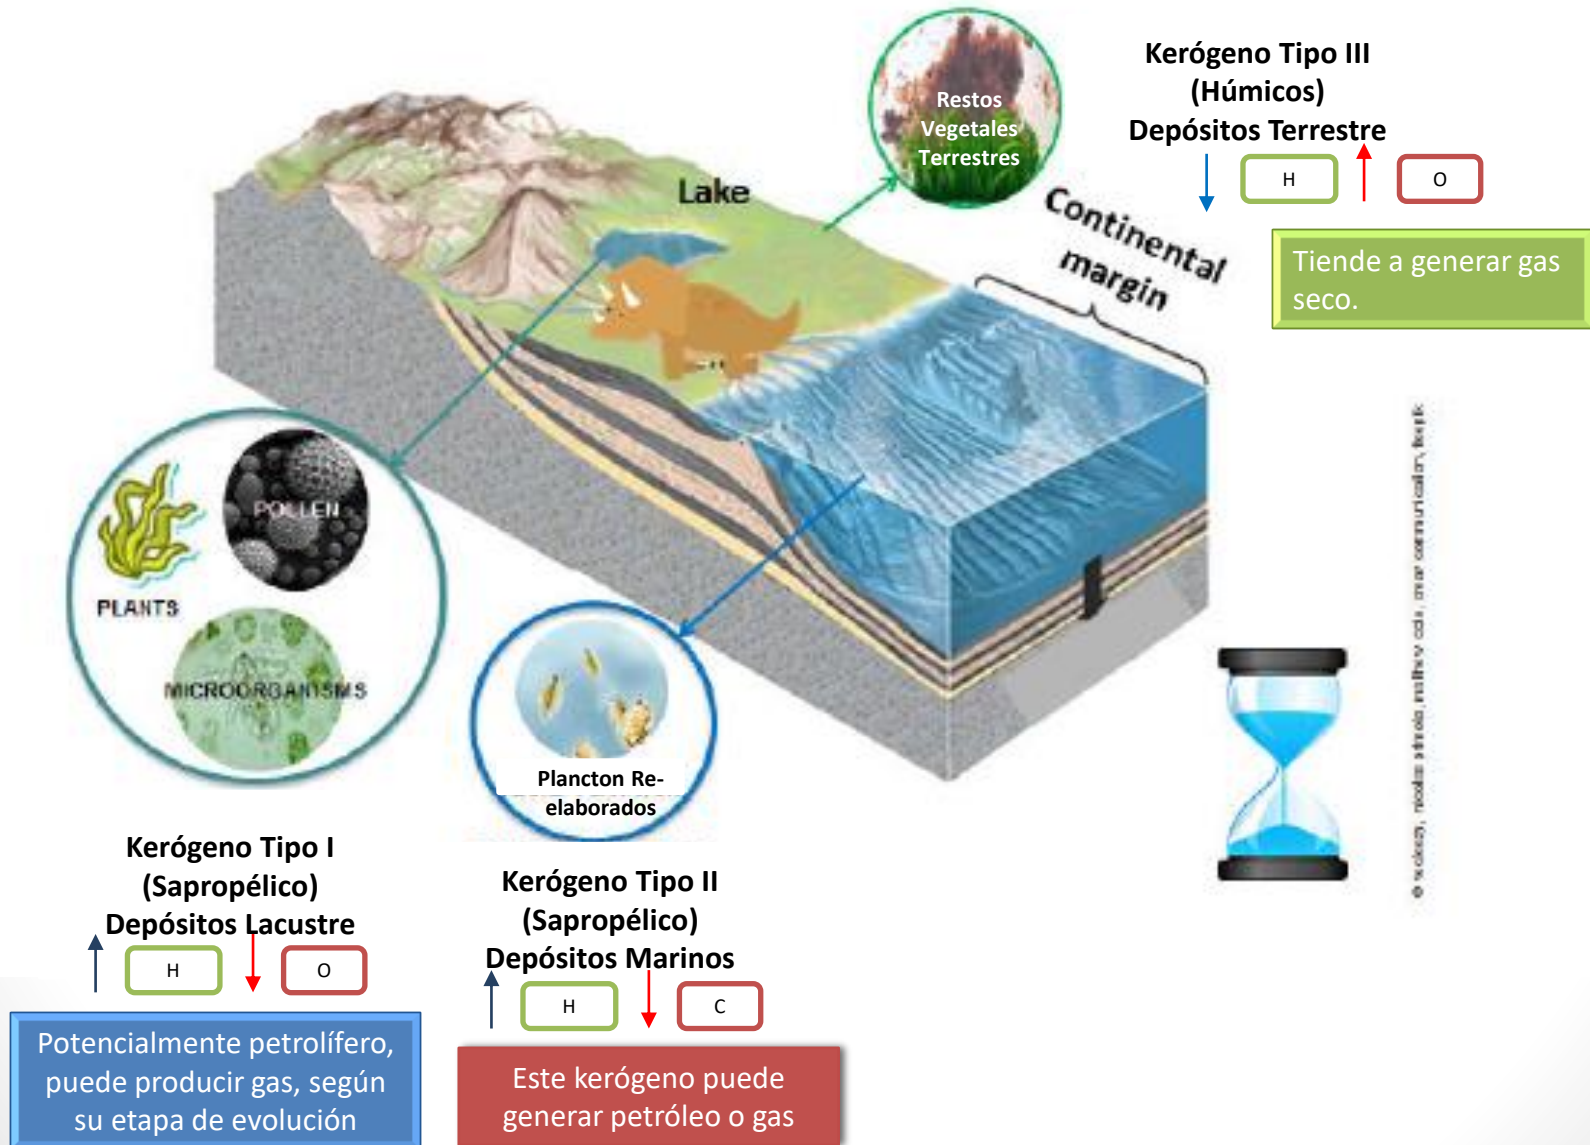 Kerógeno Tipo III
(Húmicos)
Depósitos Terrestre
H
O
Tiende a generar gas
seco.
Restos
Vegetales
Terrestres
Lake
Continental
margin
POLLEN
PLANTS
MICROORGANISMS
Plancton Re-
elaborados
Kerógeno Tipo I
(Sapropélico)
Depósitos Lacustre
H
O
Potencialmente petrolífero,
puede producir gas, según
su etapa de evolución
Kerógeno Tipo II
(Sapropélico)
Depósitos Marinos
H
C
Este kerógeno puede
generar petróleo o gas